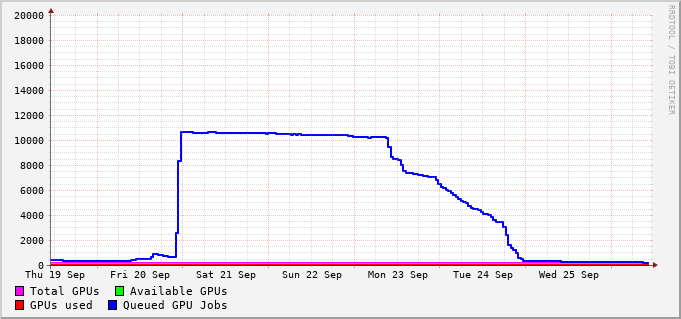 20000
18000
16000
14000
12000
10000
8000
6000
4000
2000
0
Thu 19 Sep Fri 20 Sep Sat 21 Sep Sun 22 Sep Mon 23 Sep Tue 24 Sep Wed 25 Sep
Total GPUs Available GPUs
GPUs used Queued GPU Jobs
RRDTOOL / TOBI OETIKER